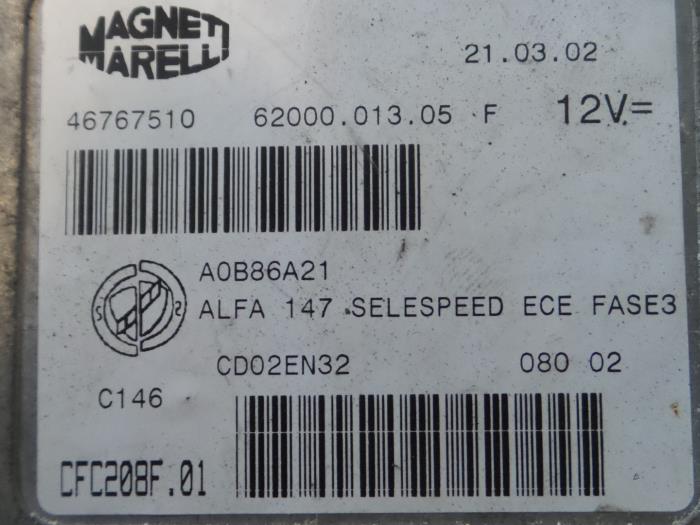 MAGNETI
MARELLI
21.03.02
46767510 62000.013.05 F 12V=
A0B86A21
ALFA 147 SELESPEED ECE FASE3
CD02EN32 080 02
C146
CFC208F.01